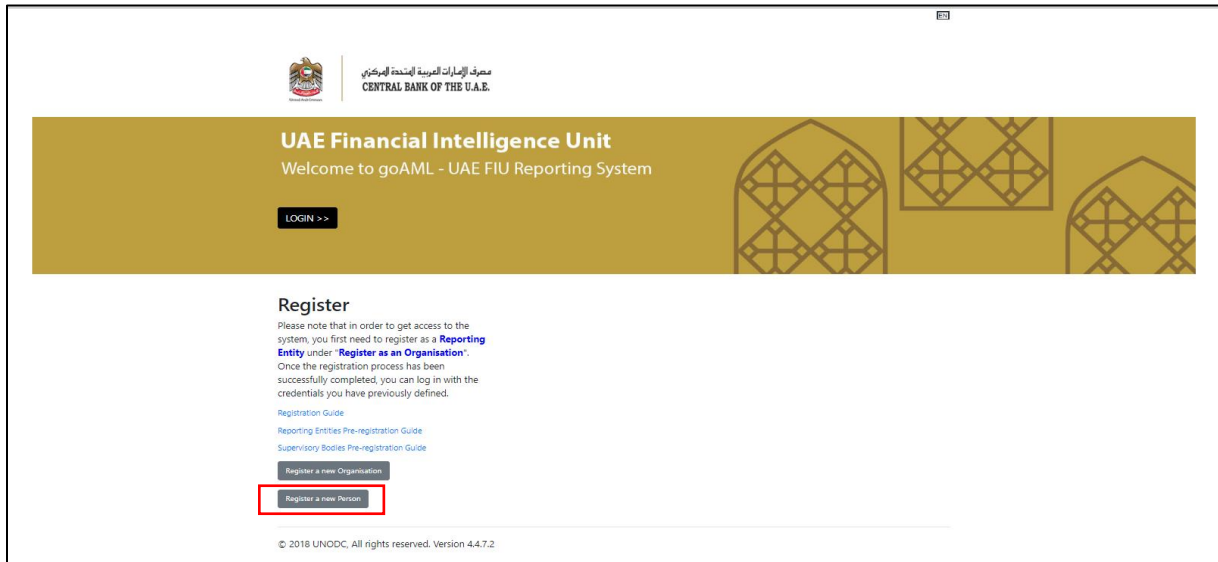 EN
مصرف الإمارات العربية المتحدة المركزي
CENTRAL BANK OF THE U.A.E.
UAE Financial Intelligence Unit
Welcome to goAML - UAE FIU Reporting System
LOGIN >>
Register
Please note that in order to get access to the
system, you first need to register as a Reporting
Entity under "Register as an Organisation".
Once the registration process has been
successfully completed, you can log in with the
credentials you have previously defined.
Registration Guide
Reporting Entities Pre-registration Guide
Supervisory Bodies Pre-registration Guide
Register a new Organisation
Register a new Person
© 2018 UNODC, All rights reserved. Version 4.4.7.2